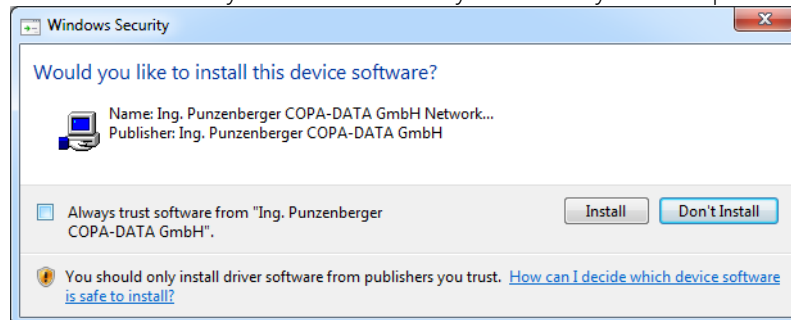 Windows Security
Would you like to install this device software?
Name: Ing. Punzenberger COPA-DATA GmbH Network...
Publisher: Ing. Punzenberger COPA-DATA GmbH
Always trust software from "Ing. Punzenberger
COPA-DATA GmbH".
Install
Don't Install
You should only install driver software from publishers you trust. How can I decide which device software
is safe to install?